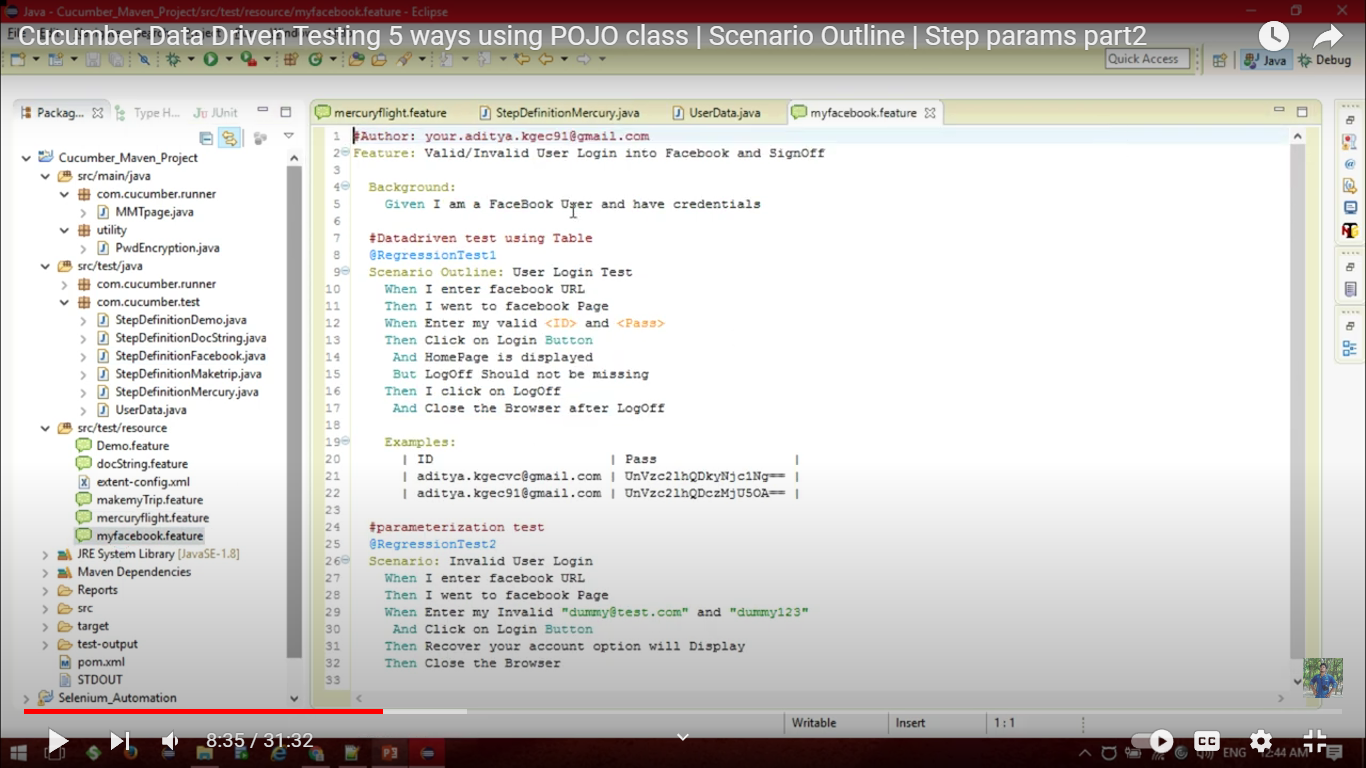 Java - Cucumber_Maven_Project/src/test/resource/myfacebook.feature - Eclipse
Cucumber Data Driven Testing 5 ways using POJO class | Scenario Outline | Step params part2
Quick Access
Java
Debug
Packag...
Type H...
JUnit
mercuryflight.feature
StepDefinitionMercury.java
UserData.java
myfacebook.feature
Cucumber_Maven_Project
src/main/java
com.cucumber.runner
MMTpage.java
utility
PwdEncryption.java
src/test/java
com.cucumber.runner
com.cucumber.test
StepDefinitionDemo.java
StepDefinitionDocString.java
StepDefinitionFacebook.java
StepDefinitionMaketrip.java
StepDefinitionMercury.java
UserData.java
src/test/resource
Demo.feature
docString.feature
extent-config.xml
makemyTrip.feature
mercuryflight.feature
myfacebook.feature
JRE System Library [JavaSE-1.8]
Maven Dependencies
Reports
src
target
test-output
pom.xml
STDOUT
Selenium_Automation
1 #Author: your.aditya.kgec91@gmail.com
2 Feature: Valid/Invalid User Login into Facebook and SignOff
3
4 Background:
5 Given I am a FaceBook User and have credentials
6
7 #Datadriven test using Table
8 @RegressionTest1
9 Scenario Outline: User Login Test
10 When I enter facebook URL
11 Then I went to facebook Page
12 When Enter my valid <ID> and <Pass>
13 Then Click on Login Button
14 And HomePage is displayed
15 But LogOff Should not be missing
16 Then I click on LogOff
17 And Close the Browser after LogOff
18
19 Examples:
20 | ID | Pass |
21 | aditya.kgecvc@gmail.com | UnVzc2lhQDkyNjc1Ng== |
22 | aditya.kgec91@gmail.com | UnVzc2lhQDczMjU5OA== |
23
24 #parameterization test
25 @RegressionTest2
26 Scenario: Invalid User Login
27 When I enter facebook URL
28 Then I went to facebook Page
29 When Enter my Invalid "dummy@test.com" and "dummy123"
30 And Click on Login Button
31 Then Recover your account option will Display
32 Then Close the Browser
33
Writable
Insert
1 : 1
8:35 / 31:32
CC
ENG
12:44 AM